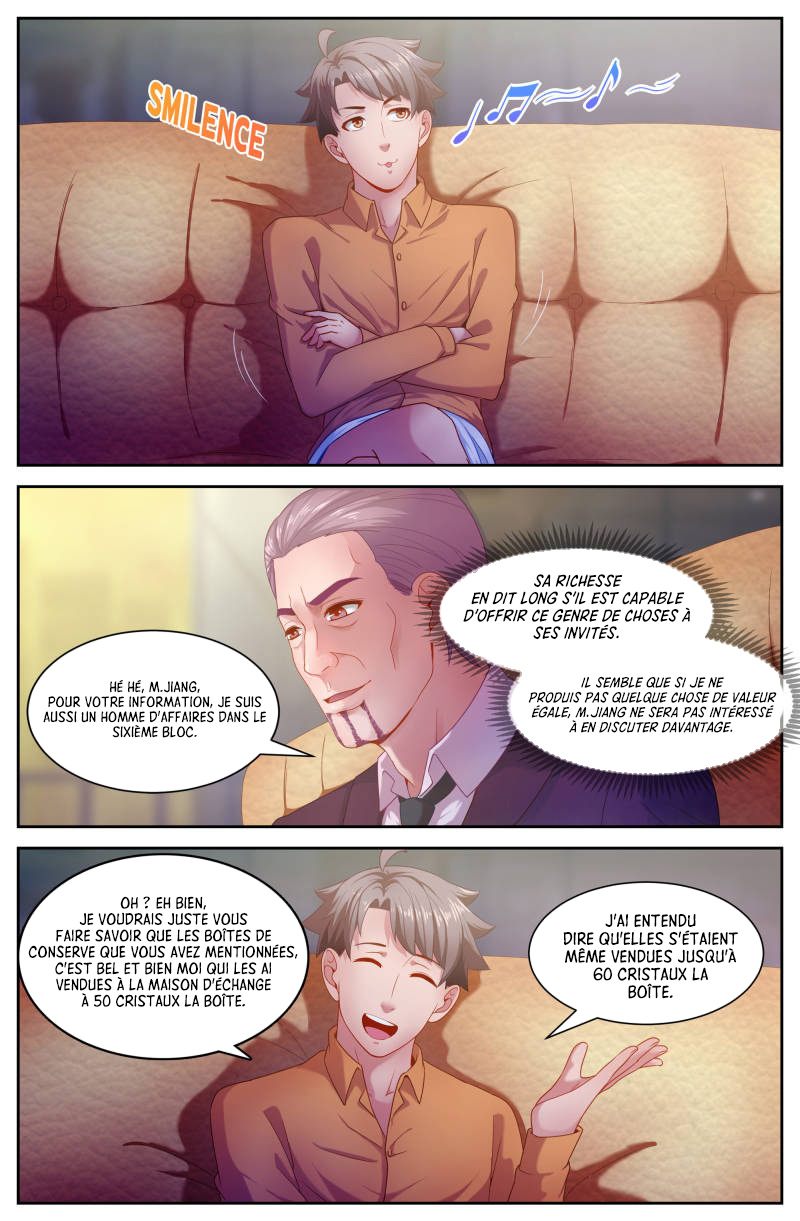 SMILENCE
SA RICHESSE
EN DIT LONG S'IL EST CAPABLE
D'OFFRIR CE GENRE DE CHOSES À
SES INVITÉS.
HÉ HÉ, M.JIANG,
POUR VOTRE INFORMATION, JE SUIS
AUSSI UN HOMME D'AFFAIRES DANS LE
SIXIÈME BLOC.
IL SEMBLE QUE SI JE NE
PRODUIS PAS QUELQUE CHOSE DE VALEUR
ÉGALE, M.JIANG NE SERA PAS INTÉRESSÉ
À EN DISCUTER DAVANTAGE.
OH ? EH BIEN,
JE VOUDRAIS JUSTE VOUS
FAIRE SAVOIR QUE LES BOÎTES DE
CONSERVE QUE VOUS AVEZ MENTIONNÉES,
C'EST BEL ET BIEN MOI QUI LES AI
VENDUES À LA MAISON D'ÉCHANGE
À 50 CRISTAUX LA BOÎTE.
J'AI ENTENDU
DIRE QU'ELLES S'ÉTAIENT
MÊME VENDUES JUSQU'À
60 CRISTAUX LA
BOÎTE.